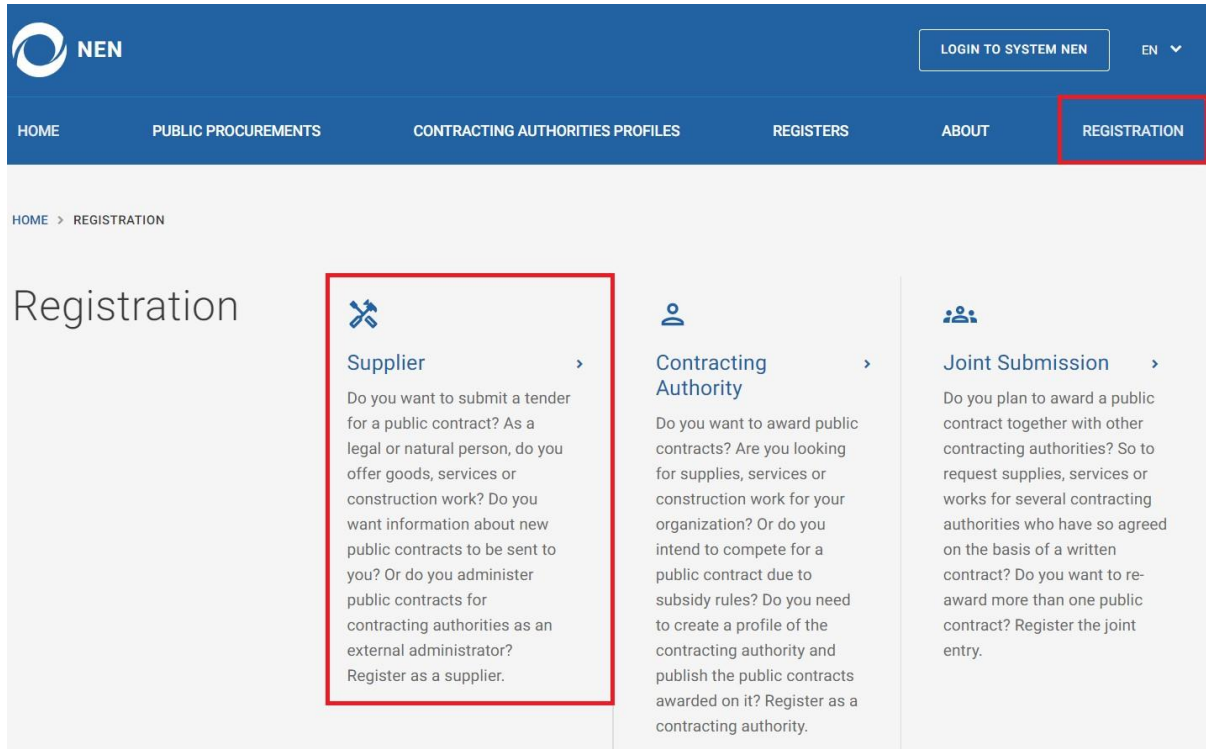 NEN
LOGIN TO SYSTEM NEN
EN
HOME
PUBLIC PROCUREMENTS
CONTRACTING AUTHORITIES PROFILES
REGISTERS
ABOUT
REGISTRATION
HOME > REGISTRATION
Registration
Supplier
Do you want to submit a tender
for a public contract? As a
legal or natural person, do you
offer goods, services or
construction work? Do you
want information about new
public contracts to be sent to
you? Or do you administer
public contracts for
contracting authorities as an
external administrator?
Register as a supplier.
Contracting
Authority
Do you want to award public
contracts? Are you looking
for supplies, services or
construction work for your
organization? Or do you
intend to compete for a
public contract due to
subsidy rules? Do you need
to create a profile of the
contracting authority and
publish the public contracts
awarded on it? Register as a
contracting authority.
Joint Submission
Do you plan to award a public
contract together with other
contracting authorities? So to
request supplies, services or
works for several contracting
authorities who have so agreed
on the basis of a written
contract? Do you want to re-
award more than one public
contract? Register the joint
entry.